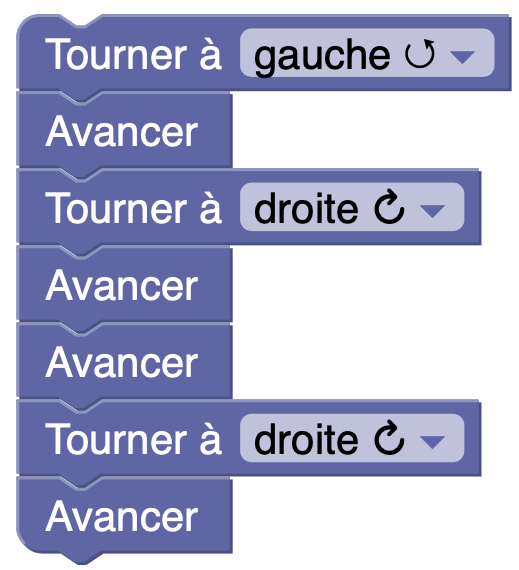 Tourner à gauche
Avancer
Tourner à droite
Avancer
Avancer
Tourner à droite
Avancer